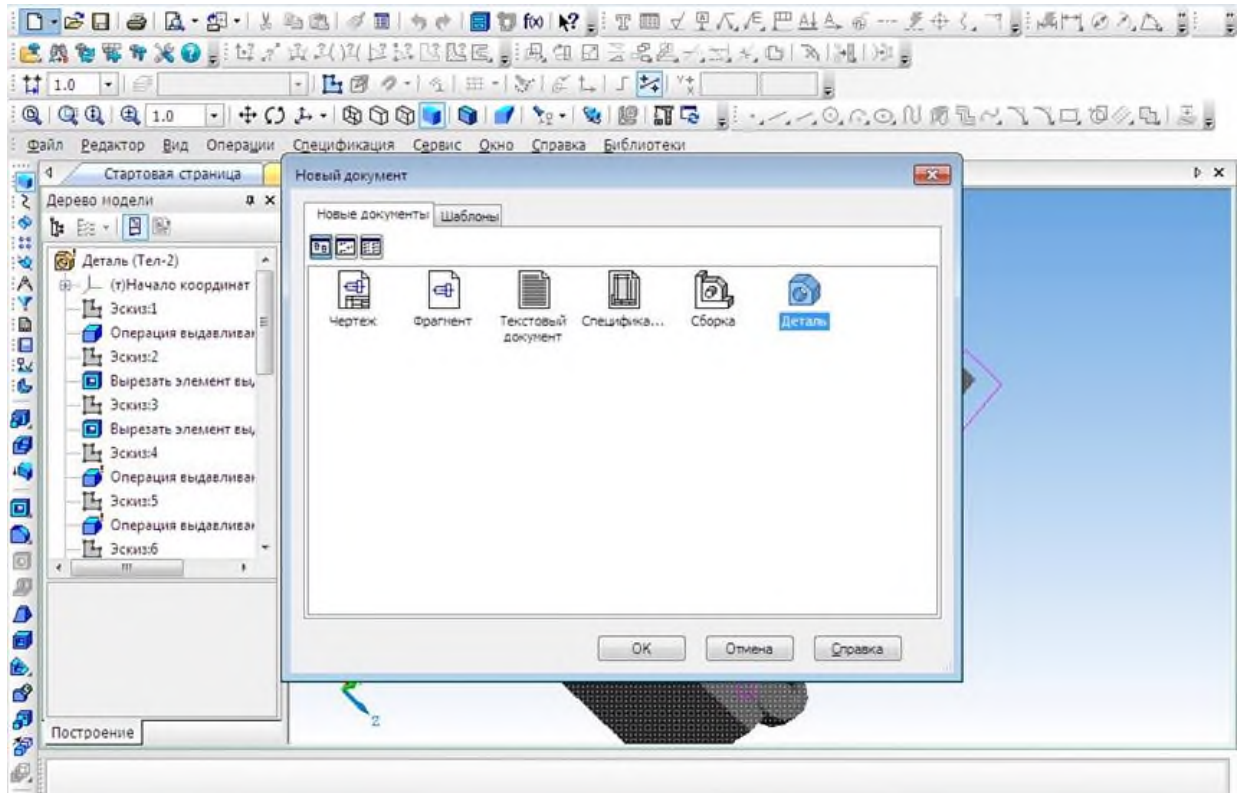 f(x)
1.0
1.0
Файл Редактор Вид Операции Спецификация Сервис Окно Справка Библиотеки
Стартовая страница
Дерево модели
Деталь (Тел-2)
(т)Начало координат
Эскиз:1
Операция выдавливан
Эскиз:2
Вырезать элемент вы,
Эскиз:3
Вырезать элемент вы,
Эскиз:4
Операция выдавливан
Эскиз:5
Операция выдавливан
Эскиз:6
Построение
Новый документ
Новые документы Шаблоны
Чертеж Фрагмент Текстовый документ Специфика... Сборка Деталь
ОК Отмена Справка
Z